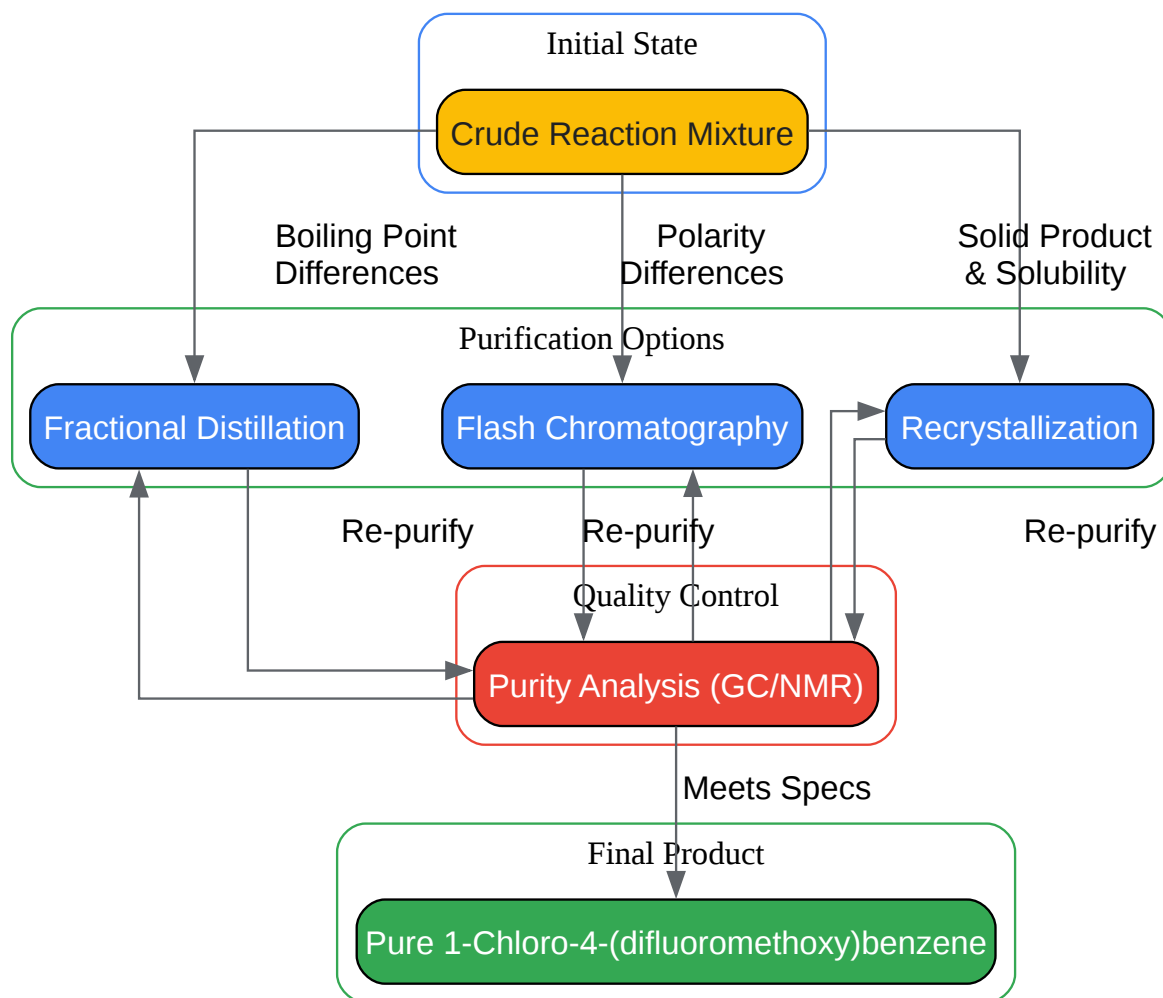 Initial State
Crude Reaction Mixture
Boiling Point
Differences
Polarity
Differences
Solid Product
& Solubility
Purification Options
Fractional Distillation
Flash Chromatography
Recrystallization
Re-purify
Re-purify
Re-purify
Quality Control
Purity Analysis (GC/NMR)
Meets Specs
Final Product
Pure 1-Chloro-4-(difluoromethoxy)benzene